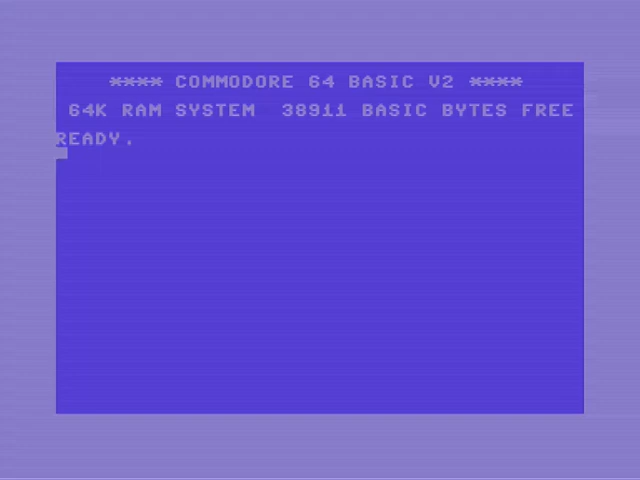 **** COMMODORE 64 BASIC V2 ****
64K RAM SYSTEM  38911 BASIC BYTES FREE
READY.